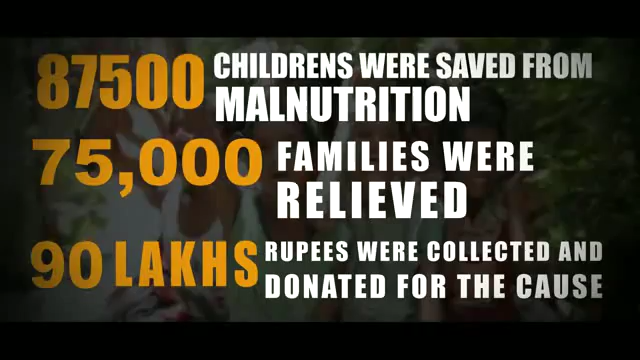 87500 CHILDRENS WERE SAVED FROM
MALNUTRITION
75,000 FAMILIES WERE
RELIEVED
90 LAKHS RUPEES WERE COLLECTED AND
DONATED FOR THE CAUSE